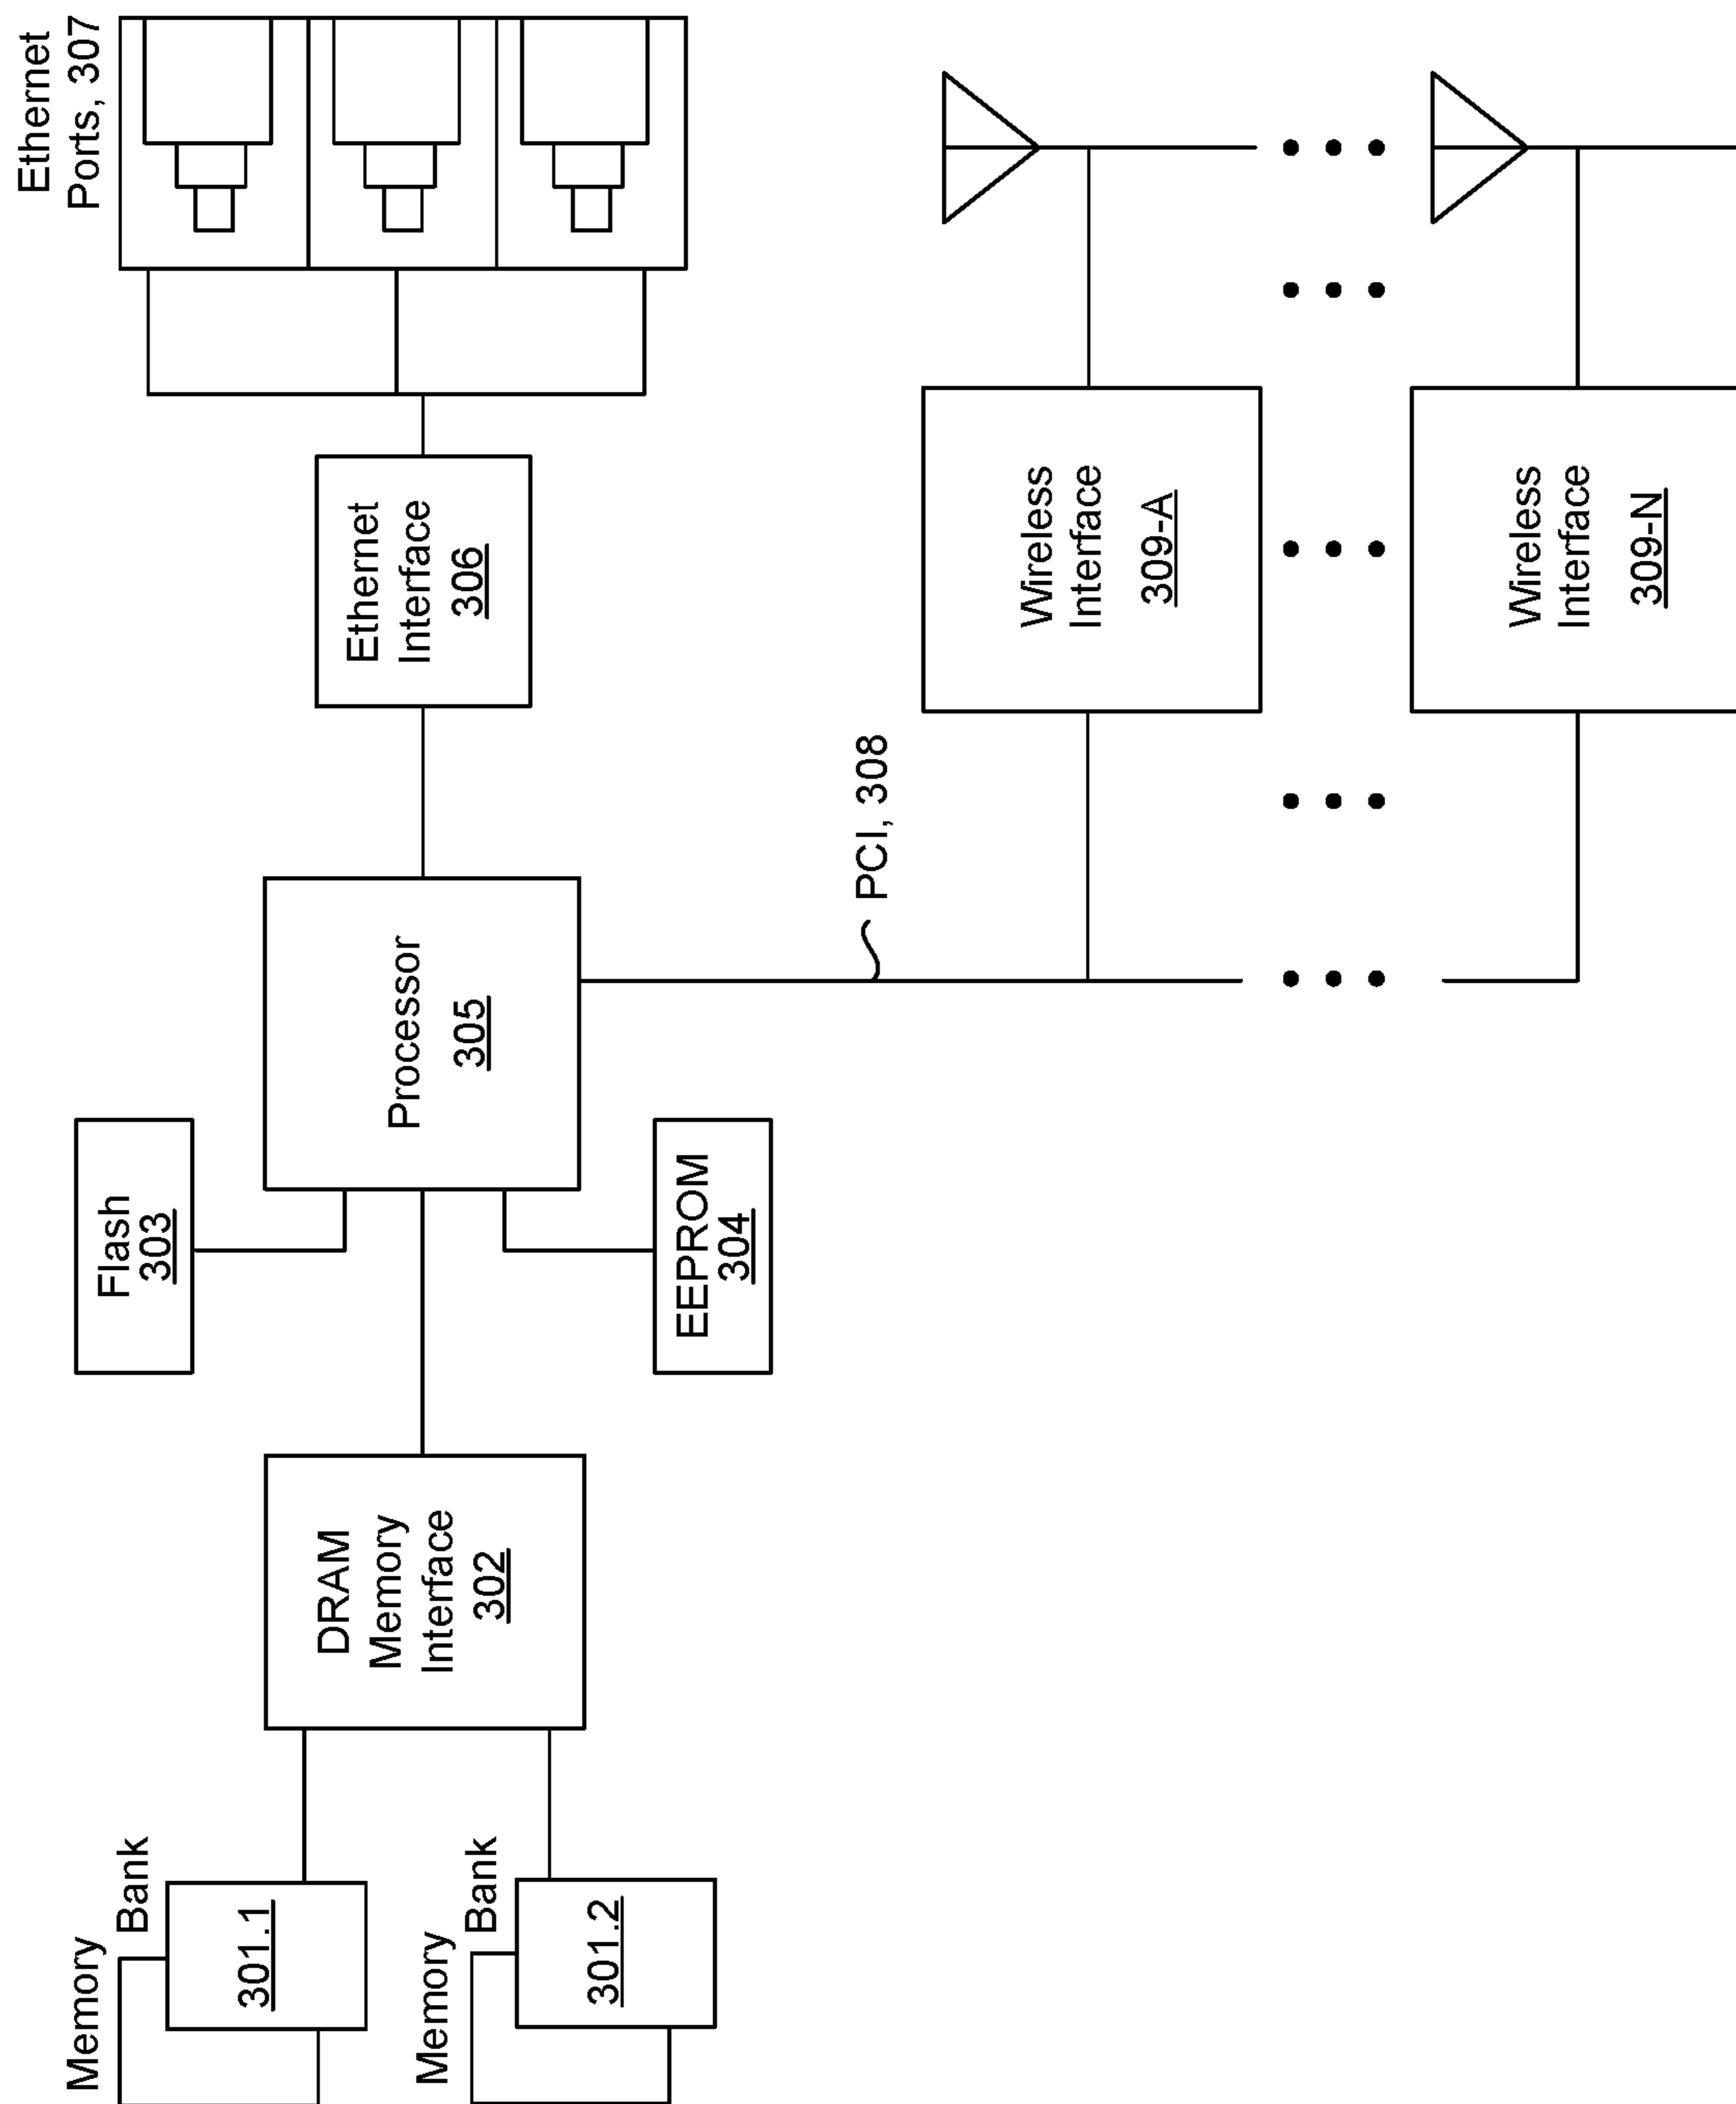 Memory
Bank
301.1
Memory
Bank
301.2
DRAM
Memory
Interface
302
Flash
303
EEPROM
304
Processor
305
Ethernet
Interface
306
Ethernet
Ports, 307
PCI, 308
Wireless
Interface
309-A
Wireless
Interface
309-N